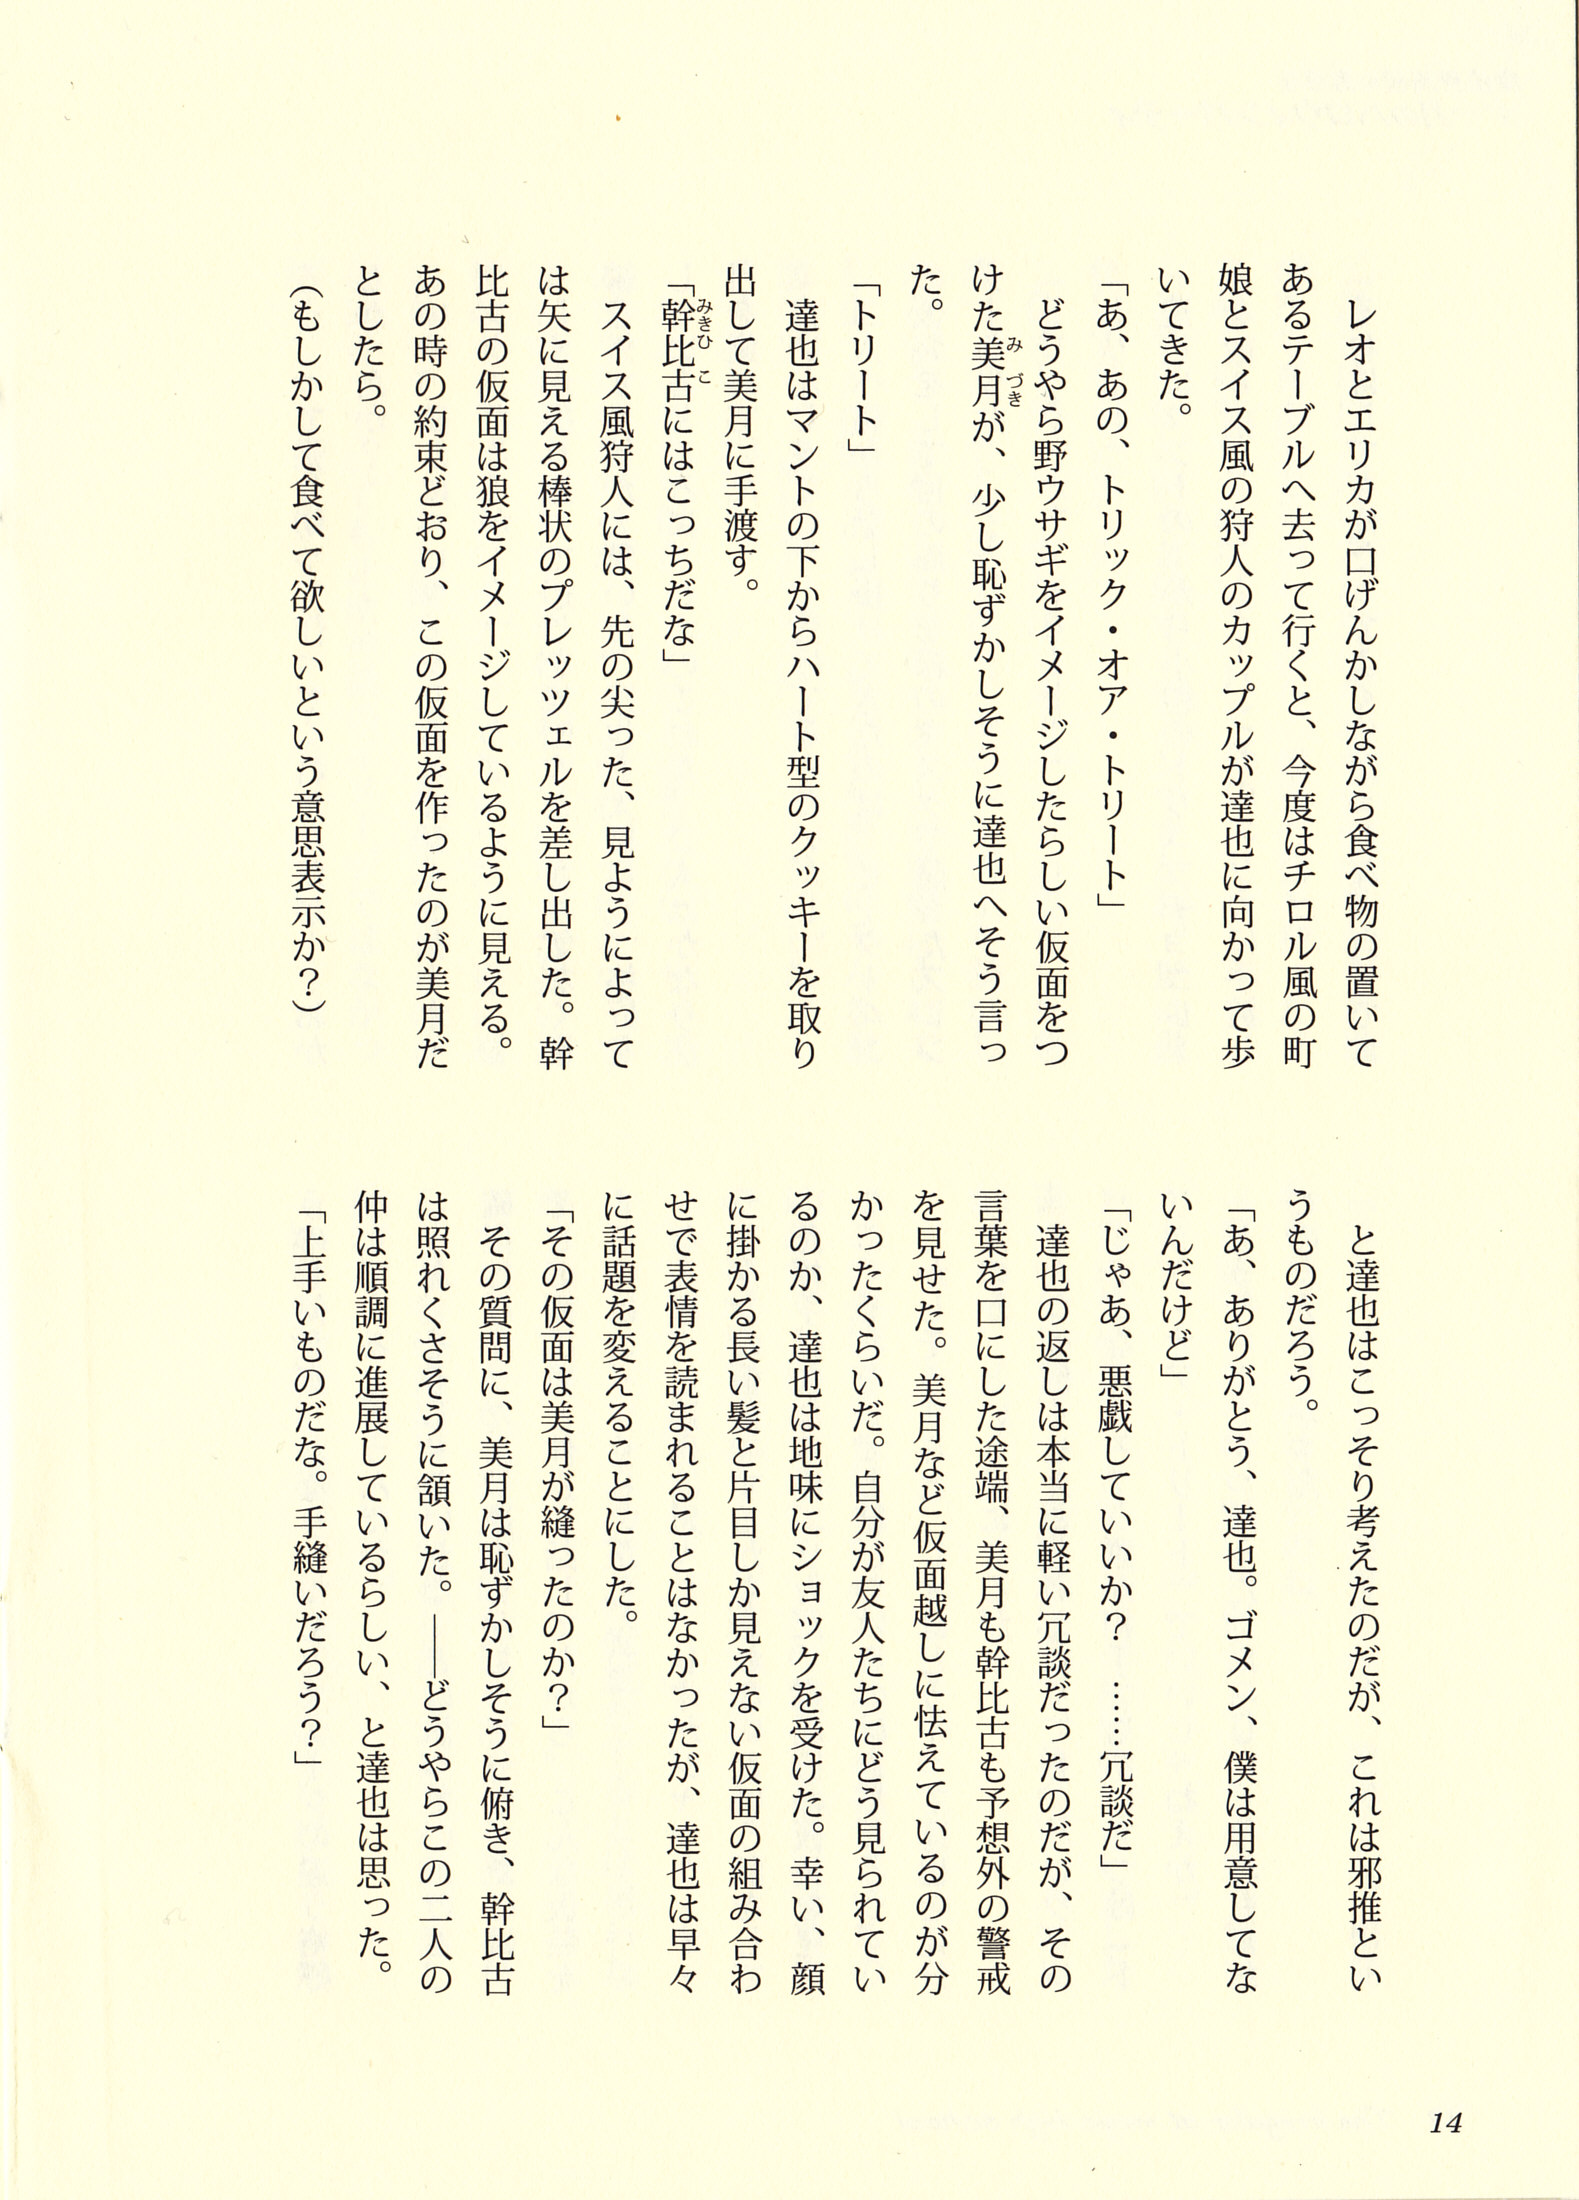 レオとエリカが口げんかしながら食べ物の置いて
あるテーブルへ去って行くと、今度はチロル風の町
娘とスイス風の狩人のカップルが達也に向かって歩
いてきた。
「あ、あの、トリック・オア・トリート」
　どうやら野ウサギをイメージしたらしい仮面をつ
けた美月が、少し恥ずかしそうに達也へそう言っ
た。
「トリート」
　達也はマントの下からハート型のクッキーを取り
出して美月に手渡す。
「幹比古にはこっちだな」
　スイス風狩人には、先の尖った、見ようによって
は矢に見える棒状のプレッツェルを差し出した。幹
比古の仮面は狼をイメージしているように見える。
あの時の約束どおり、この仮面を作ったのが美月だ
としたら。
（もしかして食べて欲しいという意思表示か？）
　と達也はこっそり考えたのだが、これは邪推とい
うものだろう。
「あ、ありがとう、達也。ゴメン、僕は用意してな
いんだけど」
「じゃあ、悪戯していいか？　……冗談だ」
　達也の返しは本当に軽い冗談だったのだが、その
言葉を口にした途端、美月も幹比古も予想外の警戒
を見せた。美月など仮面越しに怯えているのが分
かったくらいだ。自分が友人たちにどう見られてい
るのか、達也は地味にショックを受けた。幸い、顔
に掛かる長い髪と片目しか見えない仮面の組み合わ
せで表情を読まれることはなかったが、達也は早々
に話題を変えることにした。
「その仮面は美月が縫ったのか？」
　その質問に、美月は恥ずかしそうに俯き、幹比古
は照れくさそうに頷いた。――どうやらこの二人の
仲は順調に進展しているらしい、と達也は思った。
「上手いものだな。手縫いだろう？」
14